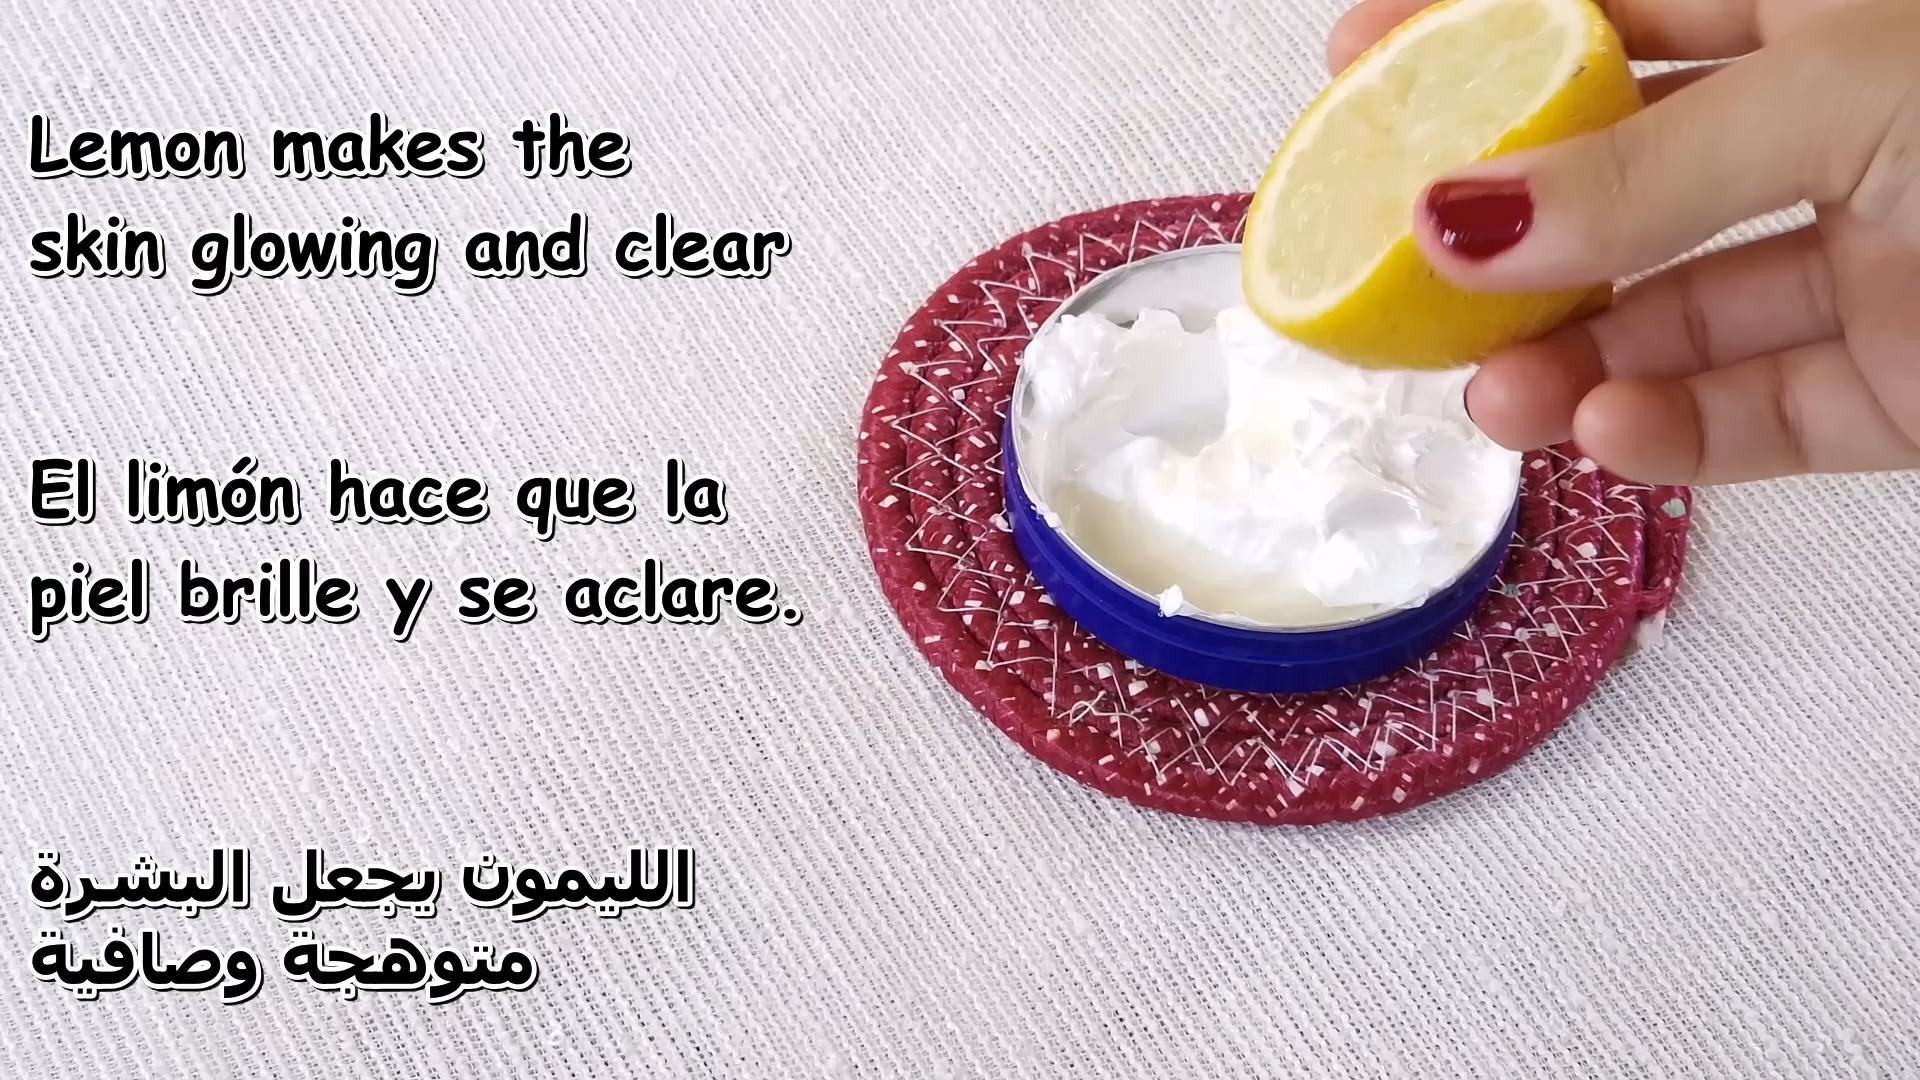 Lemon makes the
skin glowing and clear
El limón hace que la
piel brille y se aclare.
الليمون يجعل البشرة
متوهجة وصافية